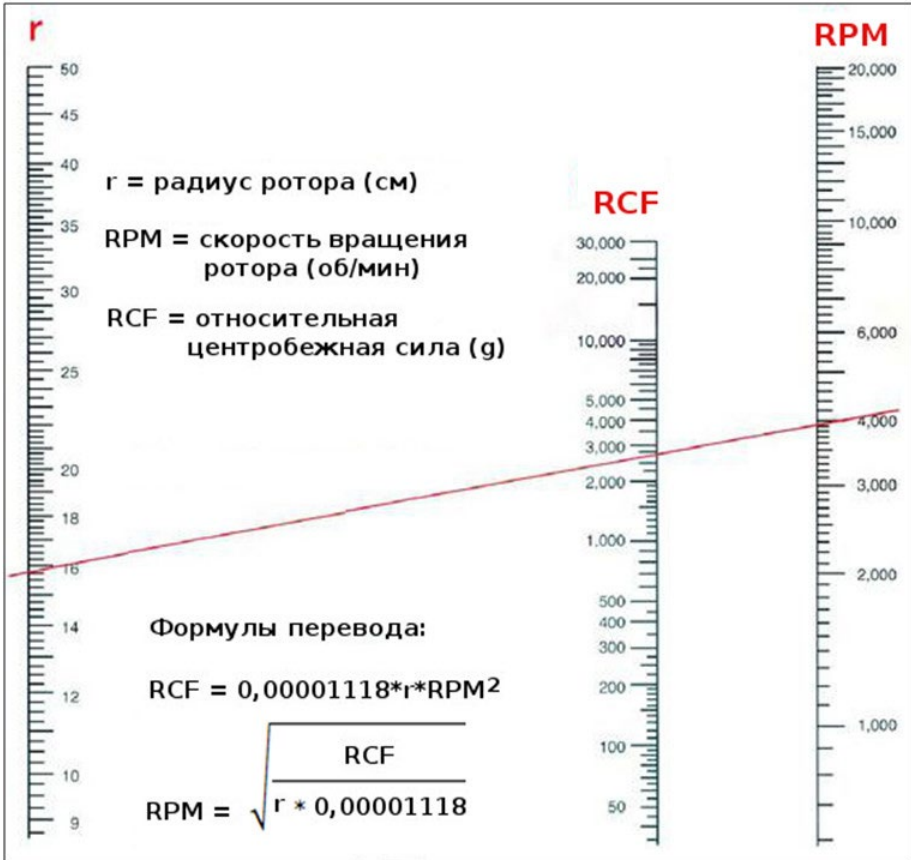 r
RPM
RCF
50
45
40
35
30
25
20
18
16
14
12
10
9
r = радиус ротора (см)
RPM = скорость вращения
ротора (об/мин)
RCF = относительная
центробежная сила (g)
30,000
20,000
10,000
5,000
4,000
3,000
2,000
1.000
500
400
300
200
100
50
20,000
15,000
10,000
6,000
4,000
3,000
2,000
1,000
Формулы перевода:
RCF = 0,00001118*r*RPM²
RPM = √
RCF
r * 0,00001118